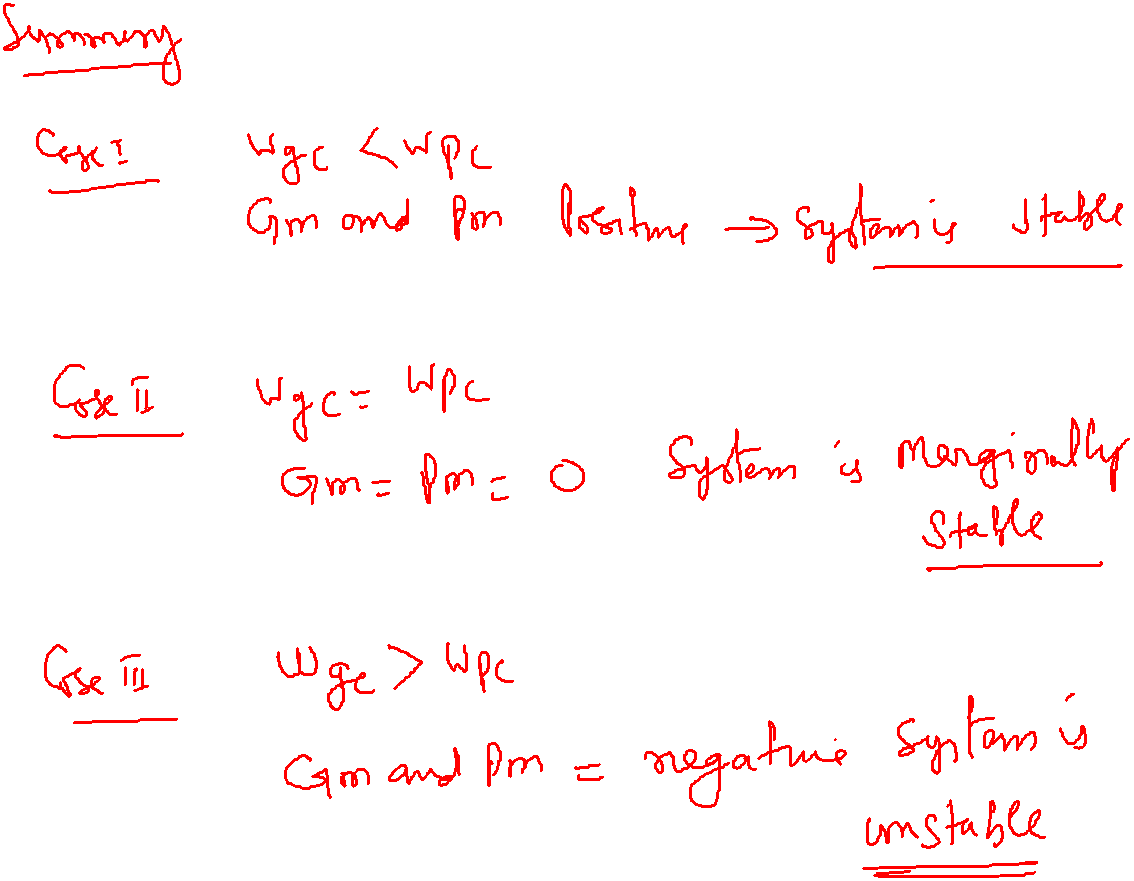 Summary
Case I wgc < wpc
Gm and Pm Positive → System is stable
Case II wgc = wpc
Gm = Pm = 0 System is Marginally
stable
Case III wgc > wpc
Gm and Pm = negative System is
unstable